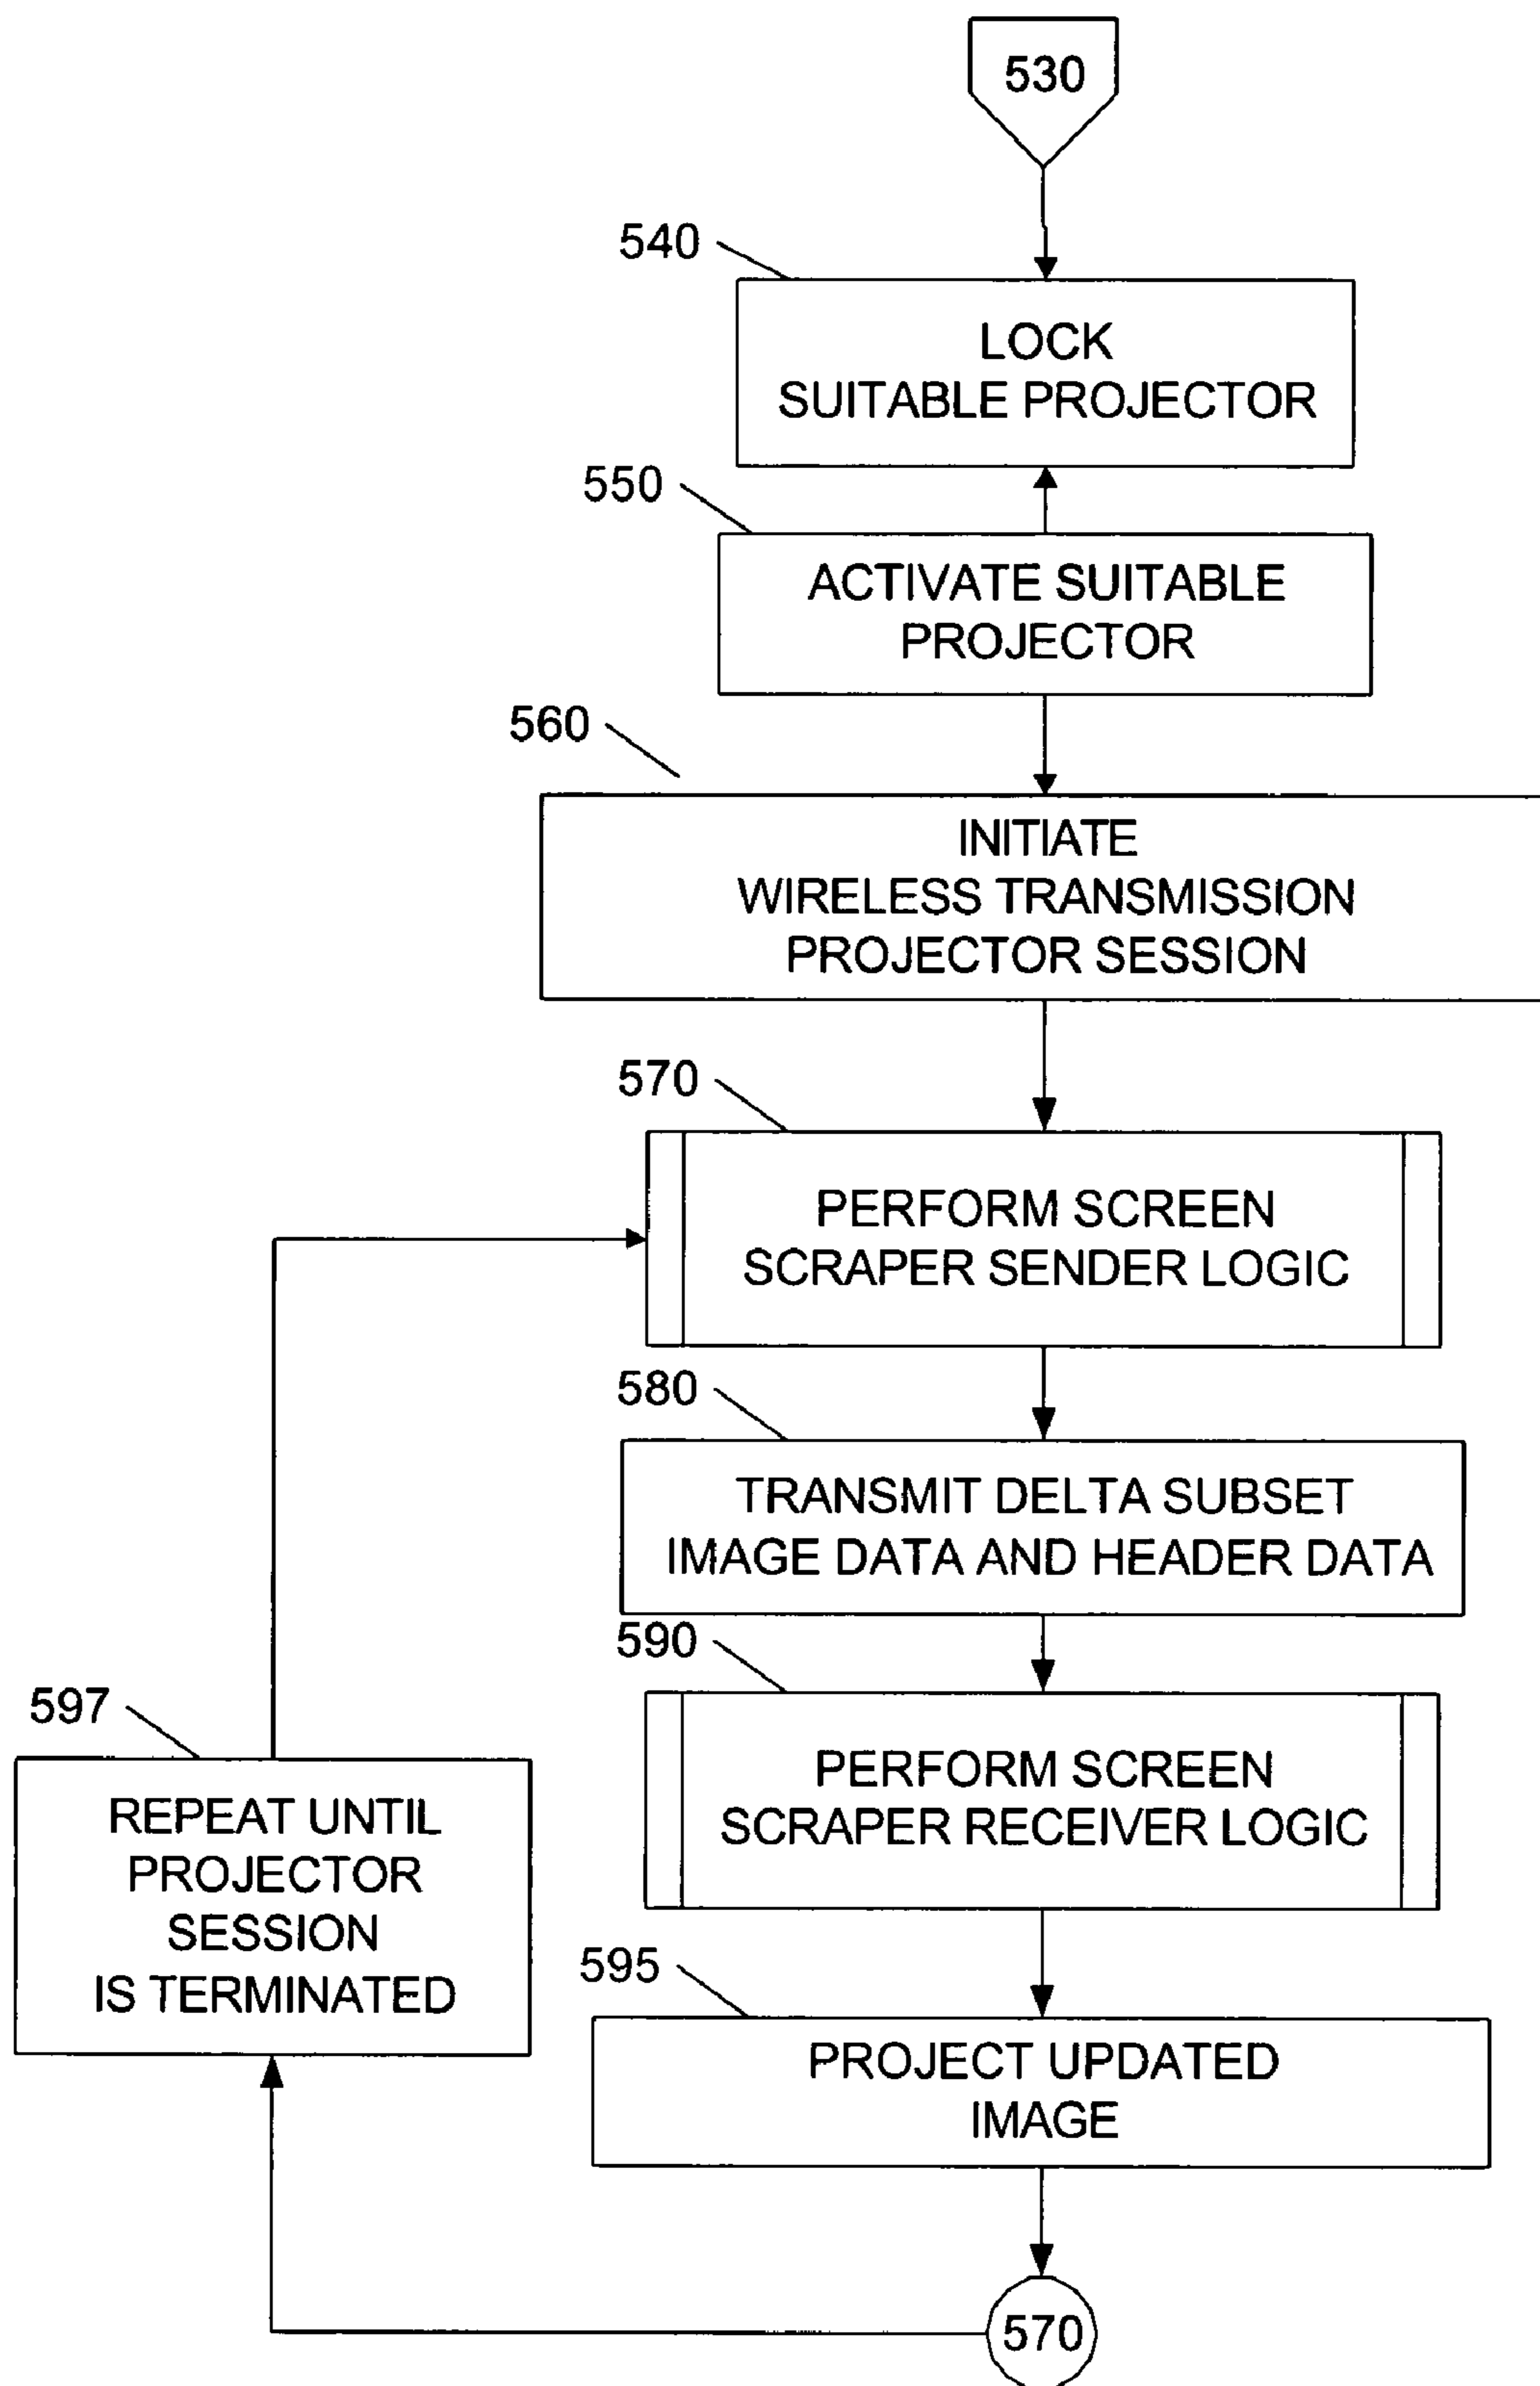 530
540
LOCK
SUITABLE PROJECTOR
550
ACTIVATE SUITABLE
PROJECTOR
560
INITIATE
WIRELESS TRANSMISSION
PROJECTOR SESSION
570
PERFORM SCREEN
SCRAPER SENDER LOGIC
580
TRANSMIT DELTA SUBSET
IMAGE DATA AND HEADER DATA
590
PERFORM SCREEN
SCRAPER RECEIVER LOGIC
597
REPEAT UNTIL
PROJECTOR
SESSION
IS TERMINATED
595
PROJECT UPDATED
IMAGE
570